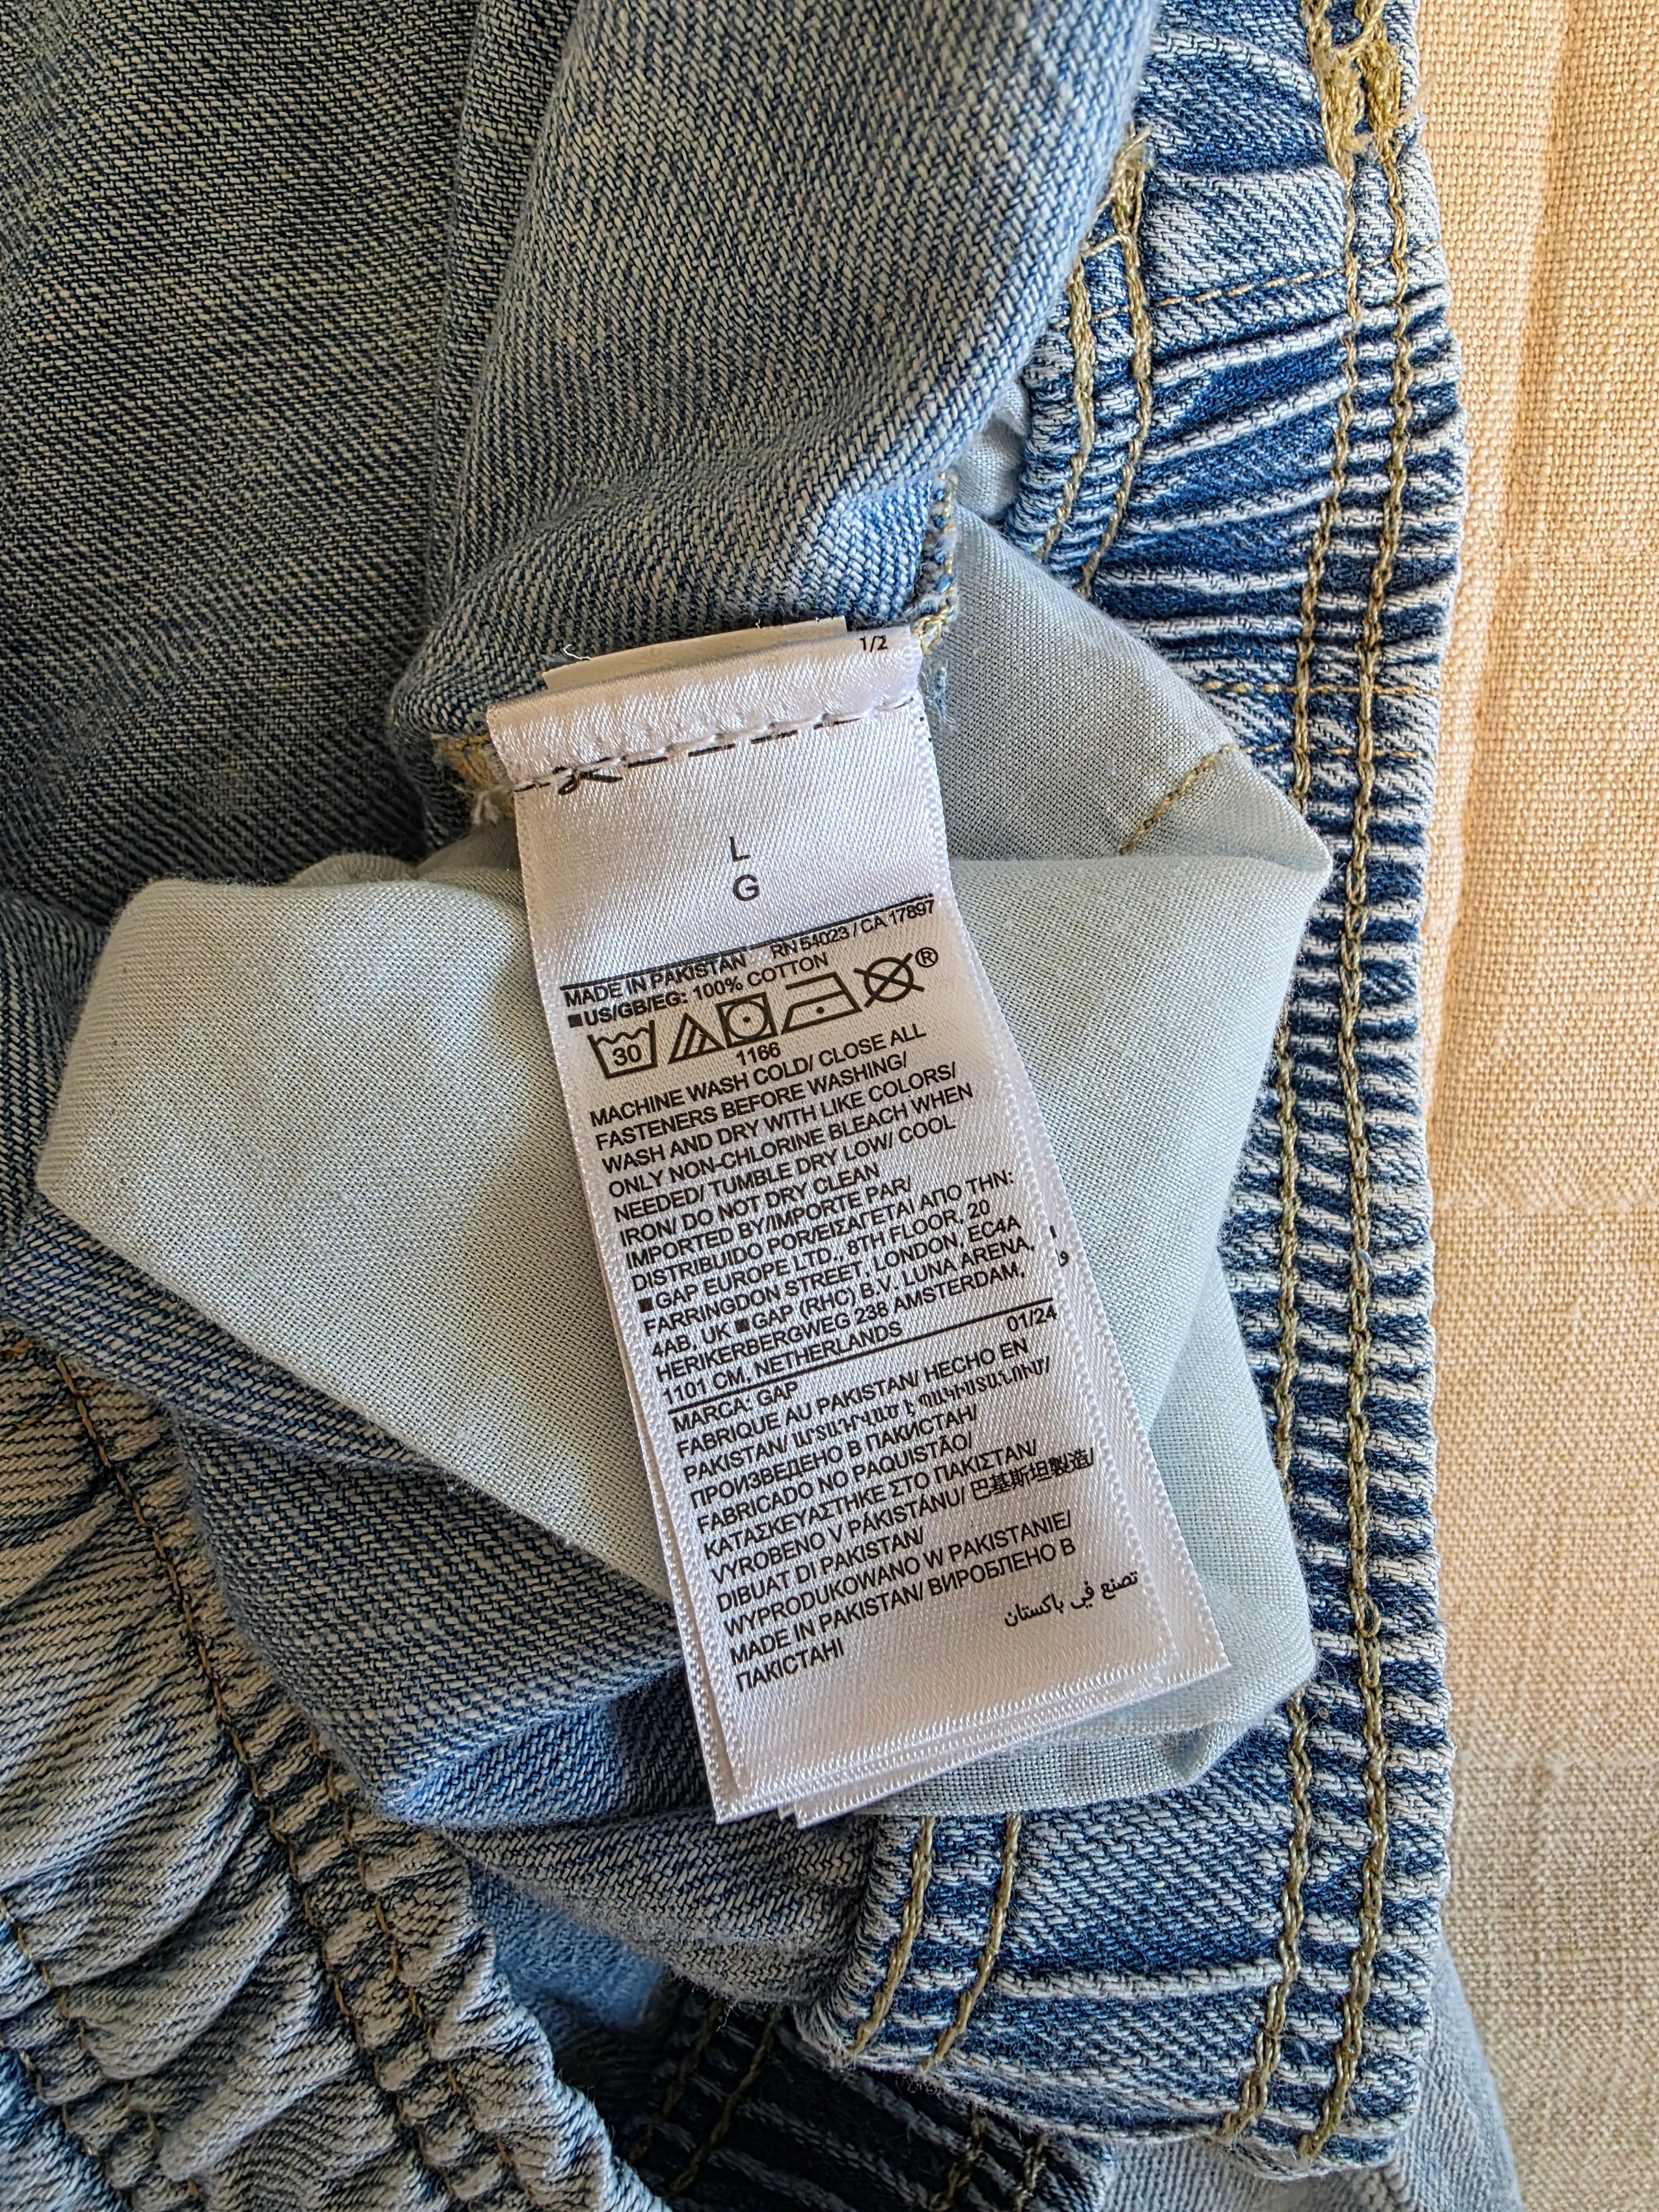 1/2
L
G
MADE IN PAKISTAN RN 54023 / CA 17897
■US/GB/EG: 100% COTTON
30 ®
1166
MACHINE WASH COLD/ CLOSE ALL
FASTENERS BEFORE WASHING/
WASH AND DRY WITH LIKE COLORS/
ONLY NON-CHLORINE BLEACH WHEN
NEEDED/ TUMBLE DRY LOW/ COOL
IRON/ DO NOT DRY CLEAN
IMPORTED BY/IMPORTE PAR/
DISTRIBUIDO POR/ΕΙΣΑΓΕΤΑΙ ΑΠΟ ΤΗΝ:
■GAP EUROPE LTD., 8TH FLOOR, 20
FARRINGDON STREET, LONDON, EC4A
4AB, UK ■GAP (RHC) B.V. LUNA ARENA,
HERIKERBERGWEG 238 AMSTERDAM,
1101 CM, NETHERLANDS
01/24
MARCA: GAP
FABRIQUE AU PAKISTAN/ HECHO EN
PAKISTAN/ ԱՐՏԱԴՐՎԱԾ Է ՊԱԿԻՍՏԱՆՈՒՄ/
ПРОИЗВЕДЕНО В ПАКИСТАН/
FABRICADO NO PAQUISTÃO/
ΚΑΤΑΣΚΕΥΑΣΤΗΚΕ ΣΤΟ ΠΑΚΙΣΤΑΝ/
VYROBENO V PÁKISTÁNU/ 巴基斯坦製造/
DIBUAT DI PAKISTAN/
WYPRODUKOWANO W PAKISTANIE/
MADE IN PAKISTAN/ ВИРОБЛЕНО В
ПАКІСТАНІ
تصنع في باكستان